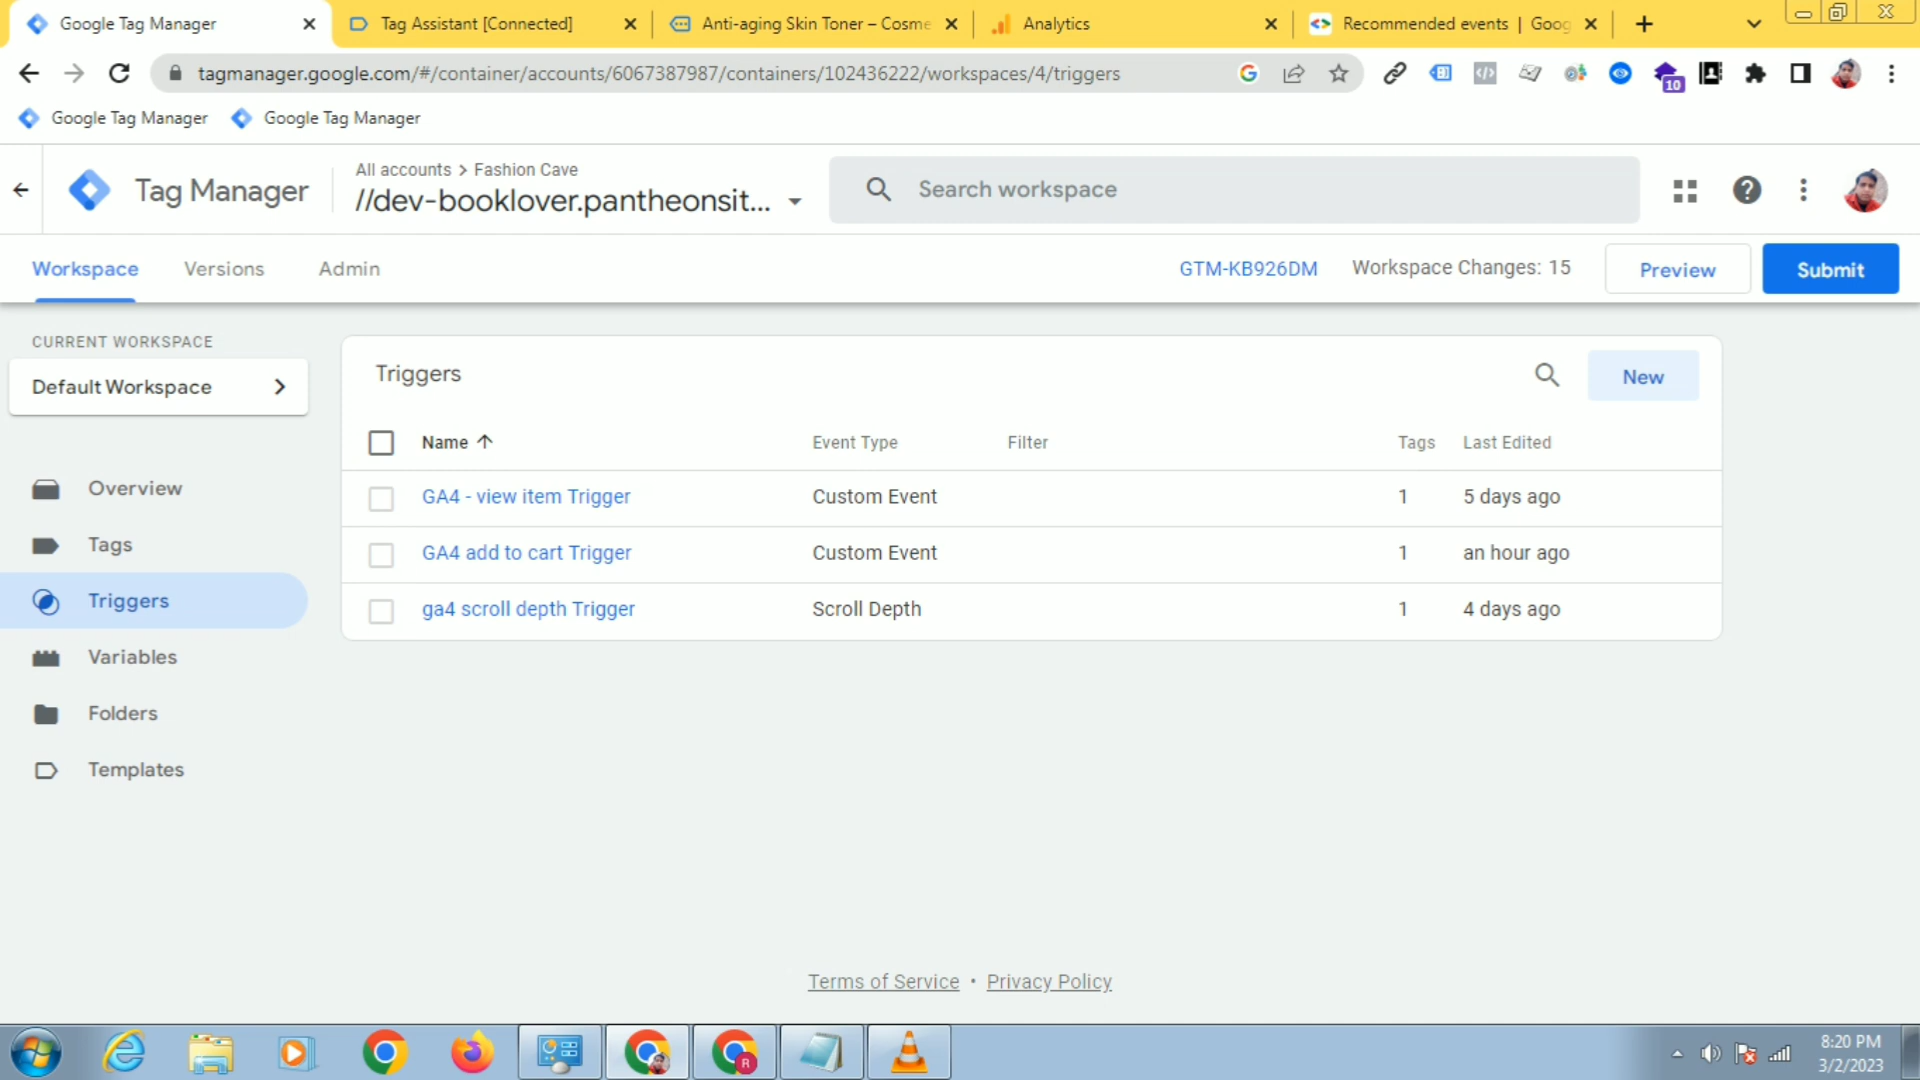 Google Tag Manager
Tag Assistant [Connected]
Anti-aging Skin Toner – Cosme
Analytics
Recommended events | Goog
tagmanager.google.com/#/container/accounts/6067387987/containers/102436222/workspaces/4/triggers
10
Google Tag Manager
Google Tag Manager
Tag Manager
All accounts > Fashion Cave
//dev-booklover.pantheonsit...
Search workspace
Workspace
Versions
Admin
GTM-KB926DM
Workspace Changes: 15
Preview
Submit
CURRENT WORKSPACE
Default Workspace
Overview
Tags
Triggers
Variables
Folders
Templates
Triggers
New
Name
Event Type
Filter
Tags
Last Edited
GA4 - view item Trigger
Custom Event
1
5 days ago
GA4 add to cart Trigger
Custom Event
1
an hour ago
ga4 scroll depth Trigger
Scroll Depth
1
4 days ago
Terms of Service • Privacy Policy
R
8:20 PM
3/2/2023